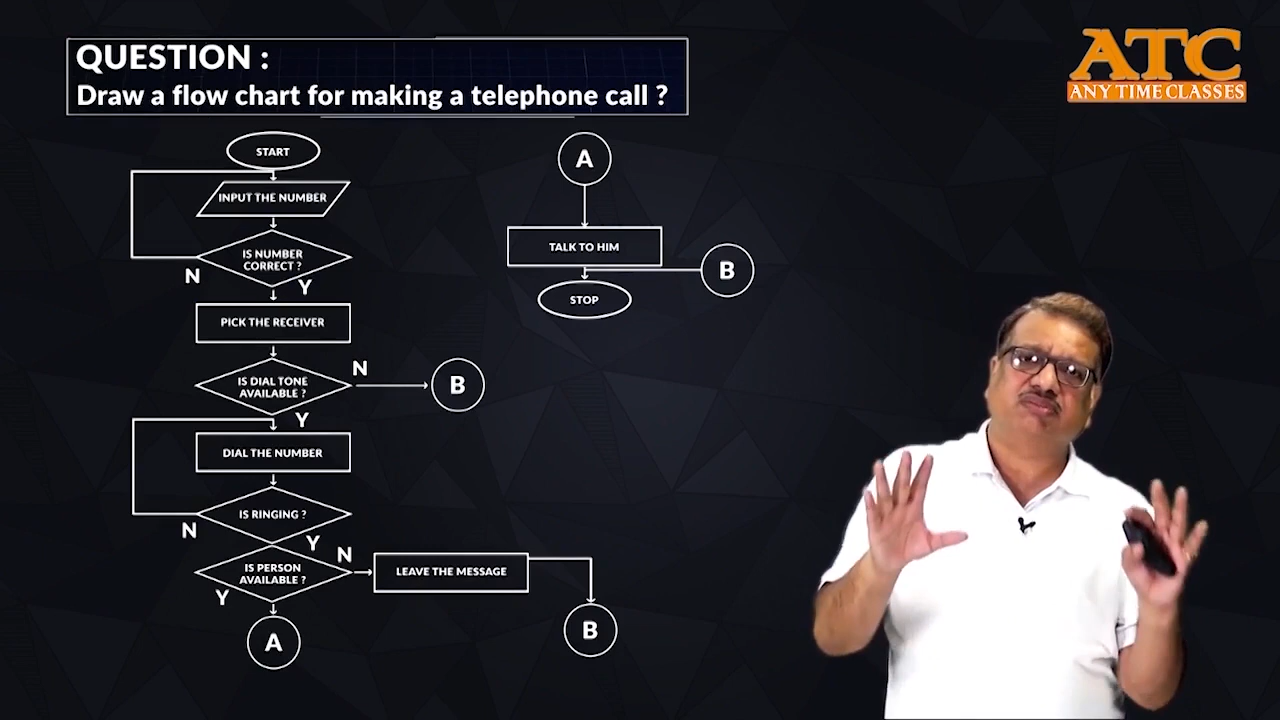 QUESTION :
Draw a flow chart for making a telephone call ?
ATC
ANY TIME CLASSES
START
INPUT THE NUMBER
IS NUMBER
CORRECT ?
N
Y
PICK THE RECEIVER
IS DIAL TONE
AVAILABLE ?
N
B
Y
DIAL THE NUMBER
IS RINGING ?
N
Y
IS PERSON
AVAILABLE ?
N
LEAVE THE MESSAGE
Y
A
B
A
TALK TO HIM
B
STOP